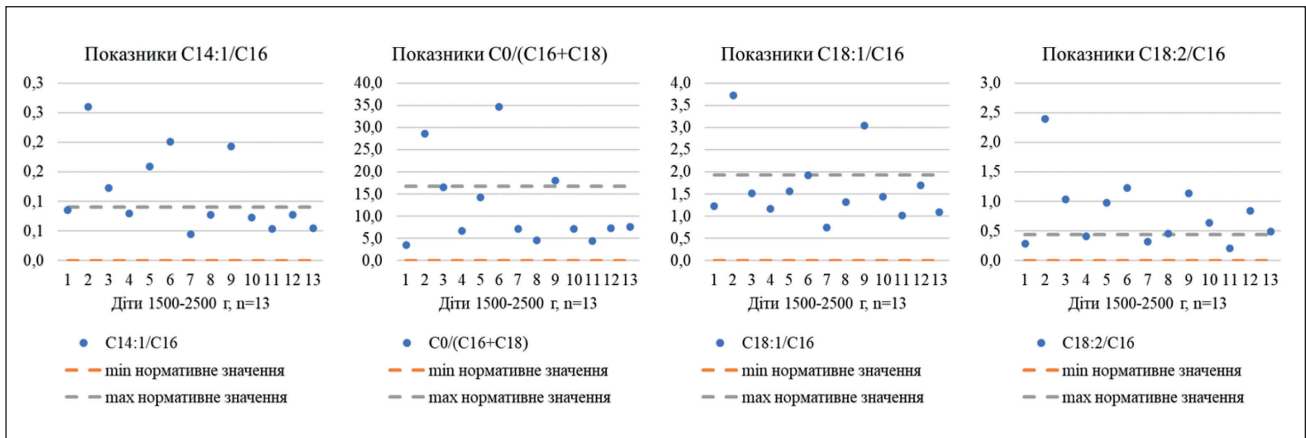 Показники С14:1/С16
0,3
0,3
0,2
0,2
0,1
0,1
0,0
1 2 3 4 5 6 7 8 9 10 11 12 13
Діти 1500-2500 г, n=13
С14:1/С16
min нормативне значення
max нормативне значення
Показники С0/(С16+С18)
40,0
35,0
30,0
25,0
20,0
15,0
10,0
5,0
0,0
1 2 3 4 5 6 7 8 9 10 11 12 13
Діти 1500-2500 г, n=13
С0/(С16+С18)
min нормативне значення
max нормативне значення
Показники С18:1/С16
4,0
3,5
3,0
2,5
2,0
1,5
1,0
0,5
0,0
1 2 3 4 5 6 7 8 9 10 11 12 13
Діти 1500-2500 г, n=13
С18:1/С16
min нормативне значення
max нормативне значення
Показники С18:2/С16
3,0
2,5
2,0
1,5
1,0
0,5
0,0
1 2 3 4 5 6 7 8 9 10 11 12 13
Діти 1500-2500 г, n=13
С18:2/С16
min нормативне значення
max нормативне значення